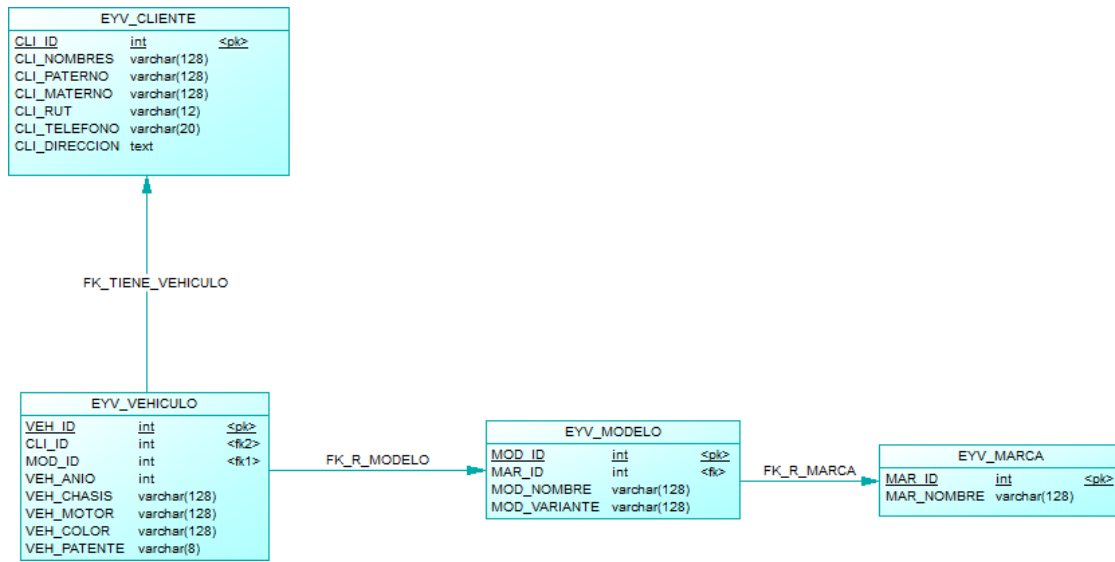 EYV_CLIENTE
CLI_ID int <pk>
CLI_NOMBRES varchar(128)
CLI_PATERNO varchar(128)
CLI_MATERNO varchar(128)
CLI_RUT varchar(12)
CLI_TELEFONO varchar(20)
CLI_DIRECCION text
FK_TIENE_VEHICULO
EYV_VEHICULO
VEH_ID int <pk>
CLI_ID int <fk2>
MOD_ID int <fk1>
VEH_ANIO int
VEH_CHASIS varchar(128)
VEH_MOTOR varchar(128)
VEH_COLOR varchar(128)
VEH_PATENTE varchar(8)
FK_R_MODELO
EYV_MODELO
MOD_ID int <pk>
MAR_ID int <fk>
MOD_NOMBRE varchar(128)
MOD_VARIANTE varchar(128)
FK_R_MARCA
EYV_MARCA
MAR_ID int <pk>
MAR_NOMBRE varchar(128)